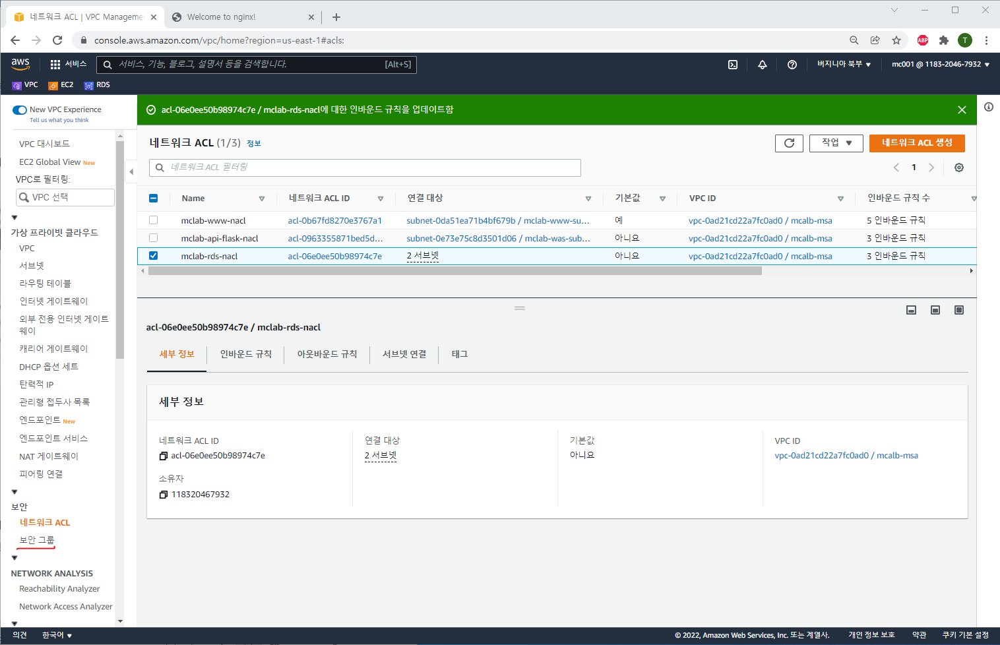 네트워크 ACL | VPC Manageme
Welcome to nginx!
console.aws.amazon.com/vpc/home?region=us-east-1#acls:
ABP
T
aws
서비스
서비스, 기능, 블로그, 설명서 등을 검색합니다.
[Alt+S]
버지니아 북부 ▼
mc001 @ 1183-2046-7932 ▼
VPC
EC2
RDS
New VPC Experience
Tell us what you think
VPC 대시보드
EC2 Global View New
VPC로 필터링:
VPC 선택
가상 프라이빗 클라우드
VPC
서브넷
라우팅 테이블
인터넷 게이트웨이
외부 전용 인터넷 게이트
웨이
캐리어 게이트웨이
DHCP 옵션 세트
탄력적 IP
관리형 접두사 목록
엔드포인트 New
엔드포인트 서비스
NAT 게이트웨이
피어링 연결
보안
네트워크 ACL
보안 그룹
NETWORK ANALYSIS
Reachability Analyzer
Network Access Analyzer
acl-06e0ee50b98974c7e / mclab-rds-nacl에 대한 인바운드 규칙을 업데이트함
네트워크 ACL (1/3) 정보
작업 ▼
네트워크 ACL 생성
네트워크 ACL 필터링
1
Name 네트워크 ACL ID 연결 대상 기본값 VPC ID 인바운드 규칙 수
mclab-www-nacl acl-0b67fd8270e3767a1 subnet-0da51ea71b4bf679b / mclab-www-su... 예 vpc-0ad21cd22a7fc0ad0 / mcalb-msa 5 인바운드 규칙
mclab-api-flask-nacl acl-0963355871bed5d... subnet-0e73e75c8d3501d06 / mclab-was-sub... 아니요 vpc-0ad21cd22a7fc0ad0 / mcalb-msa 3 인바운드 규칙
mclab-rds-nacl acl-06e0ee50b98974c7e 2 서브넷 아니요 vpc-0ad21cd22a7fc0ad0 / mcalb-msa 3 인바운드 규칙
acl-06e0ee50b98974c7e / mclab-rds-nacl
세부 정보 인바운드 규칙 아웃바운드 규칙 서브넷 연결 태그
세부 정보
네트워크 ACL ID
acl-06e0ee50b98974c7e
연결 대상
2 서브넷
기본값
아니요
VPC ID
vpc-0ad21cd22a7fc0ad0 / mcalb-msa
소유자
118320467932
의견
한국어 ▼
© 2022, Amazon Web Services, Inc. 또는 계열사.
개인 정보 보호
약관
쿠키 기본 설정